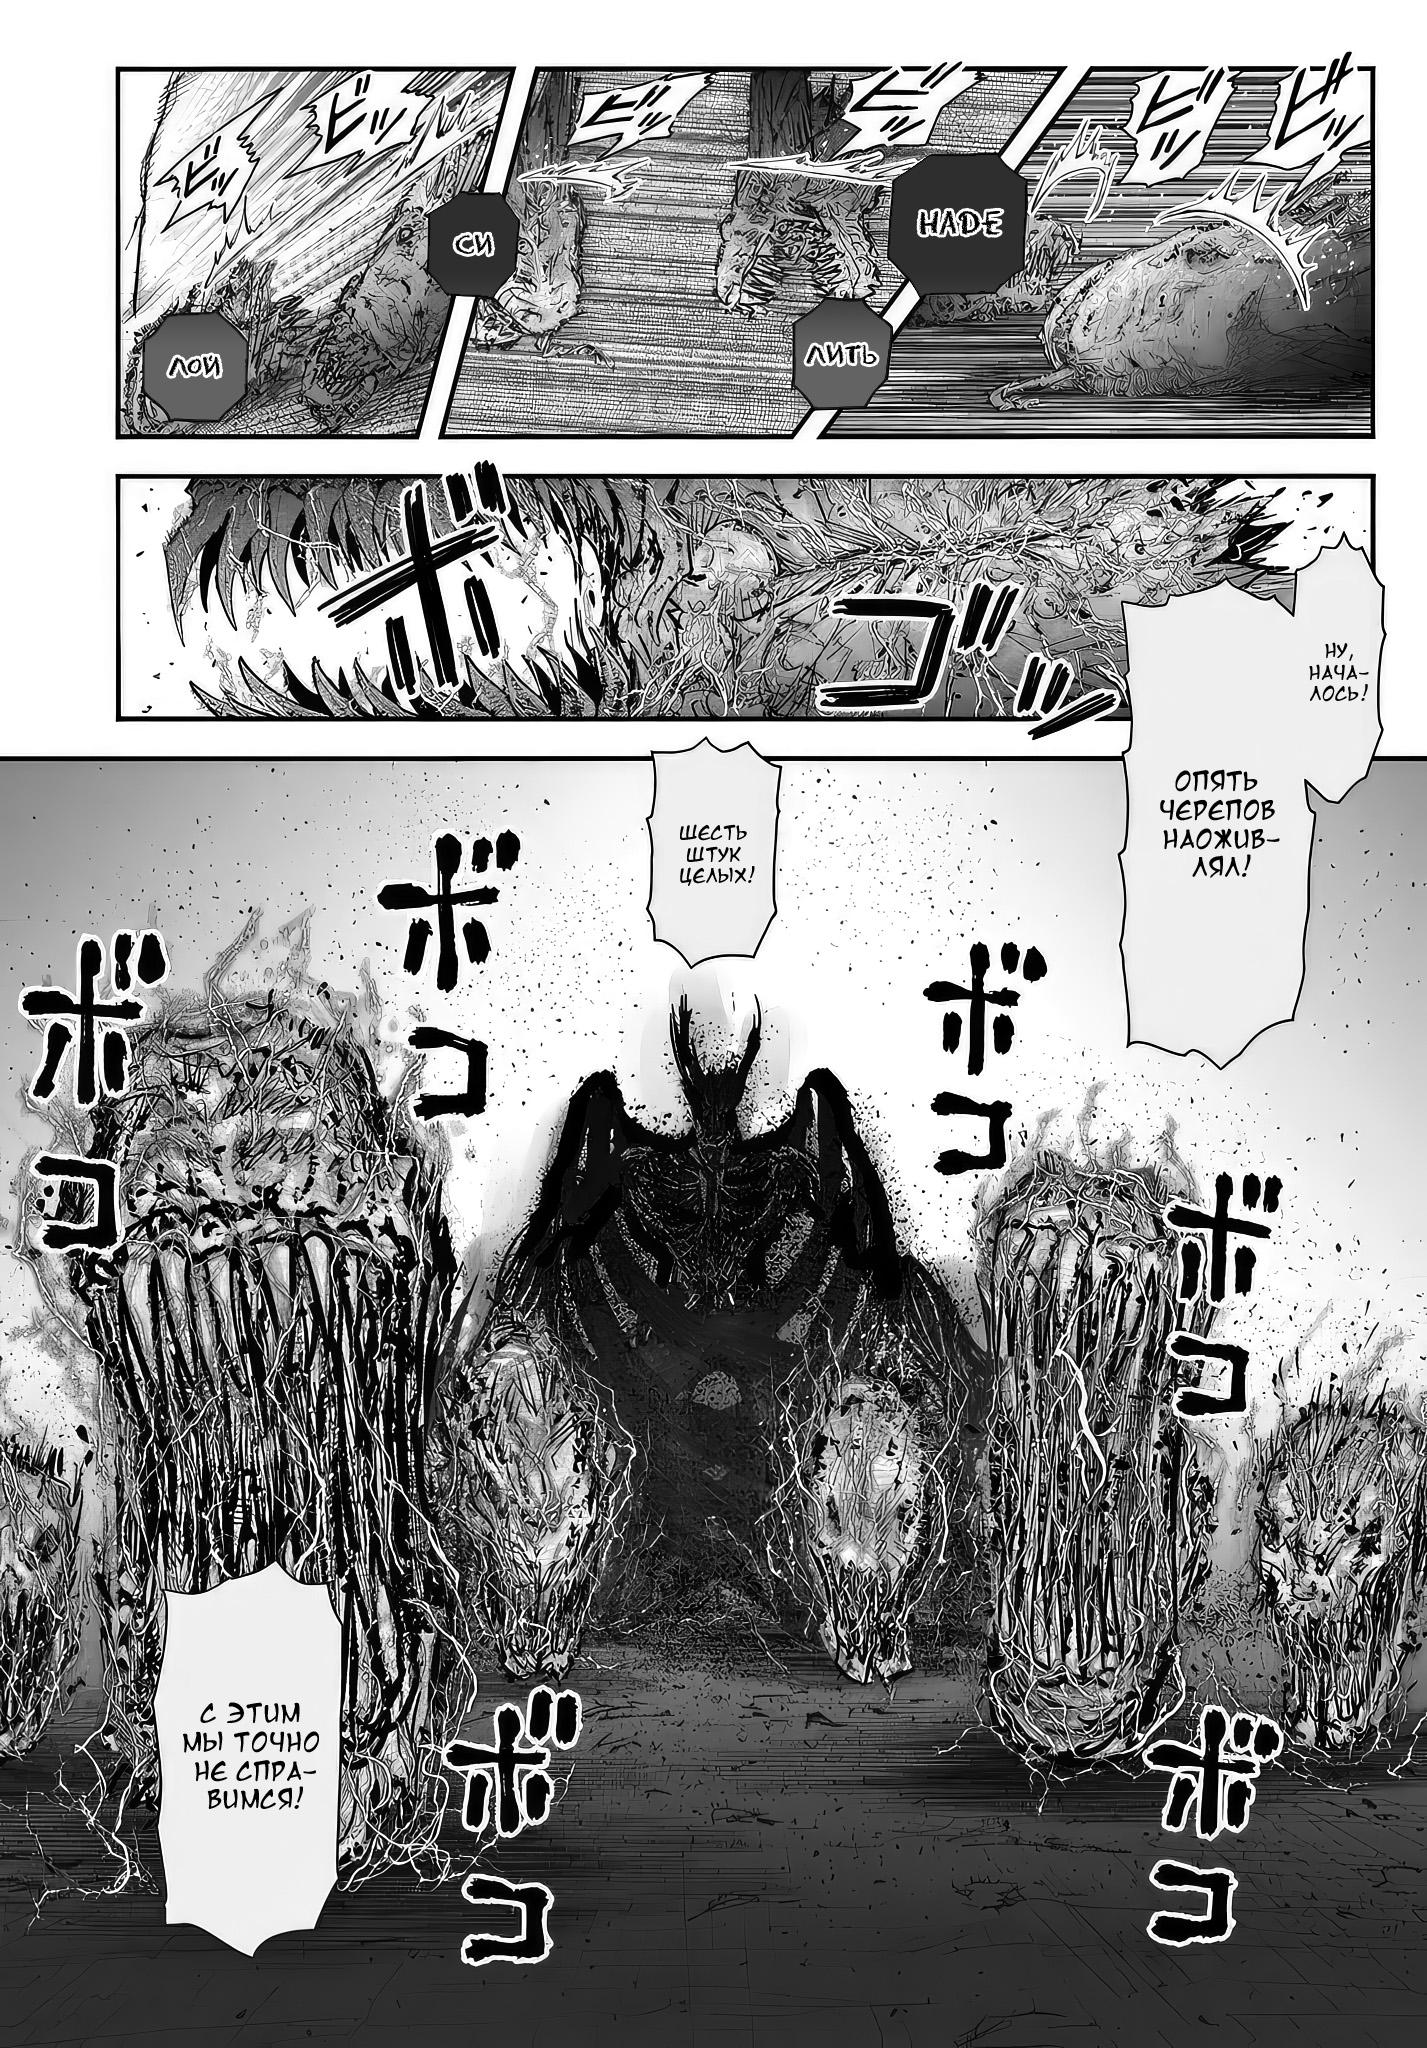 ビッ
ビッ
НАДЕ
ЛИТЬ
ビッ
ビッ
СИ
ビッ
ビッ
ЛОЙ
НУ,
НАЧА-
ЛОСЬ!
ОПЯТЬ
ЧЕРЕПОВ
НАОЖИВ-
ЛЯЛ!
ボ
ゴッ
ШЕСТЬ
ШТУК
ЦЕЛЫХ!
ボ
コ
ボ
コ
ボ
コ
ボ
コ
ボ
コ
ボ
コ
С ЭТИМ
МЫ ТОЧНО
НЕ СПРА-
ВИМСЯ!